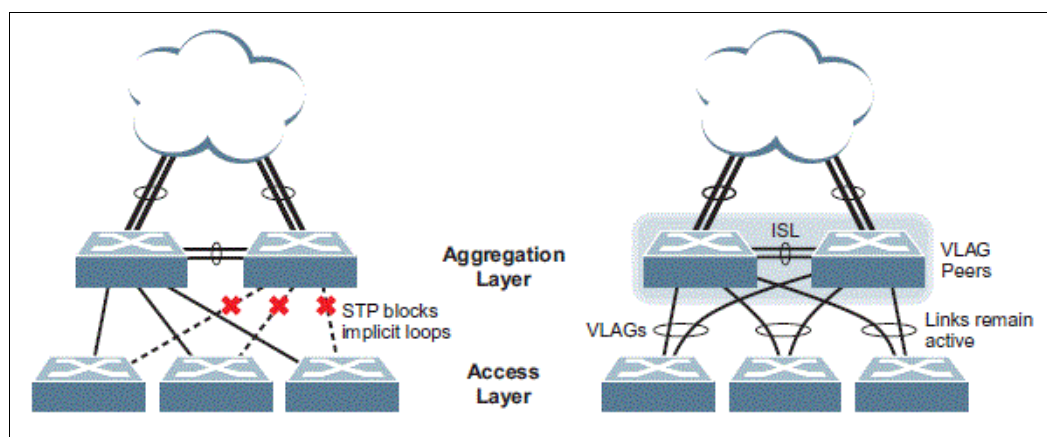 ISL
Aggregation
Layer
VLAG
Peers
STP blocks
implicit loops
VLAGs
Links remain
active
Access
Layer